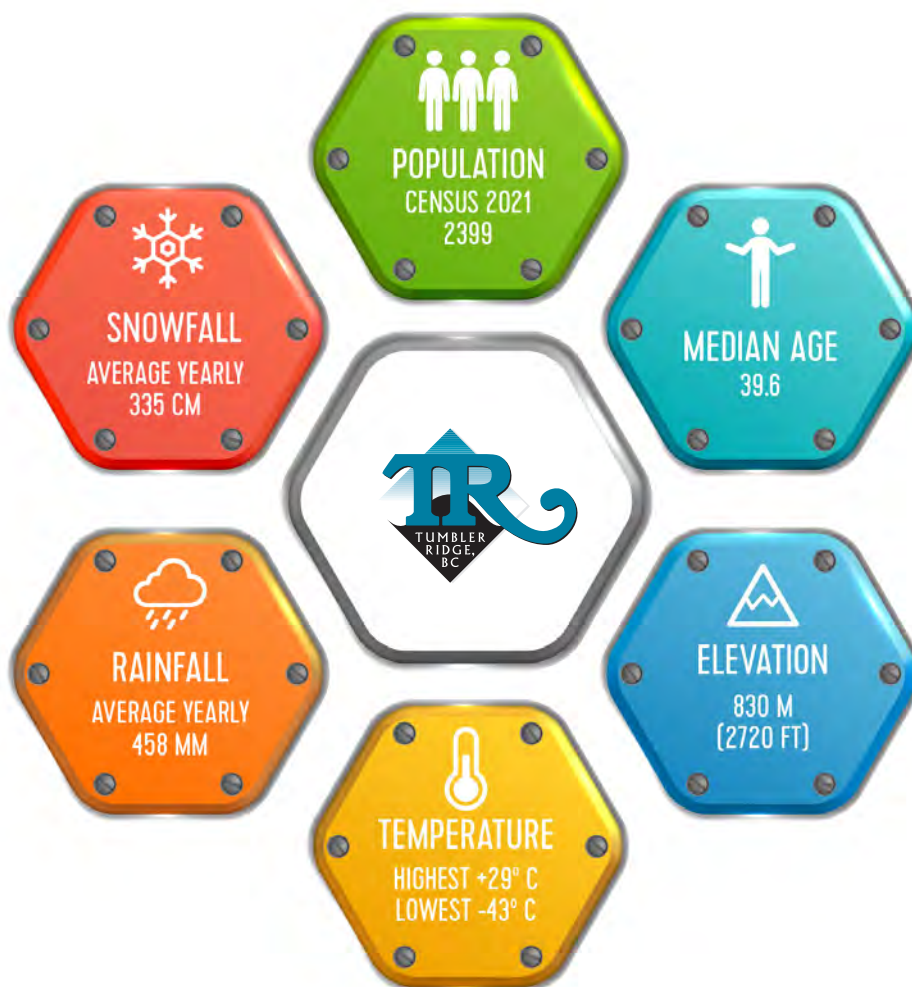 POPULATION
CENSUS 2021
2399
SNOWFALL
AVERAGE YEARLY
335 CM
MEDIAN AGE
39.6
TR
TUMBLER
RIDGE,
BC
RAINFALL
AVERAGE YEARLY
458 MM
ELEVATION
830 M
(2720 FT)
TEMPERATURE
HIGHEST +29° C
LOWEST -43° C